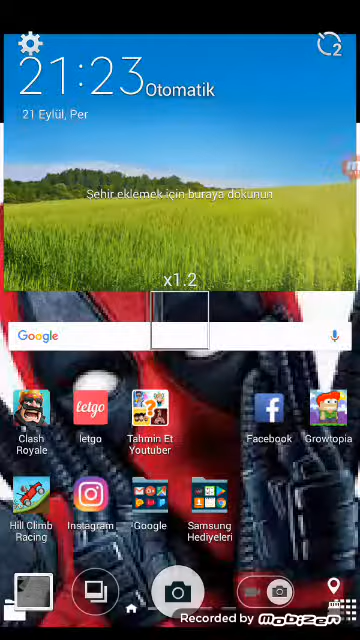 2
21:23
Otomatik
21 Eylül, Per
Şehir eklemek için buraya dokunun
x1.2
Google
letgo
Clash Royale
letgo
Tahmin Et Youtuber
Facebook
Growtopia
Hill Climb Racing
Instagram
Google
Samsung Hediyeleri
Recorded by mobizen